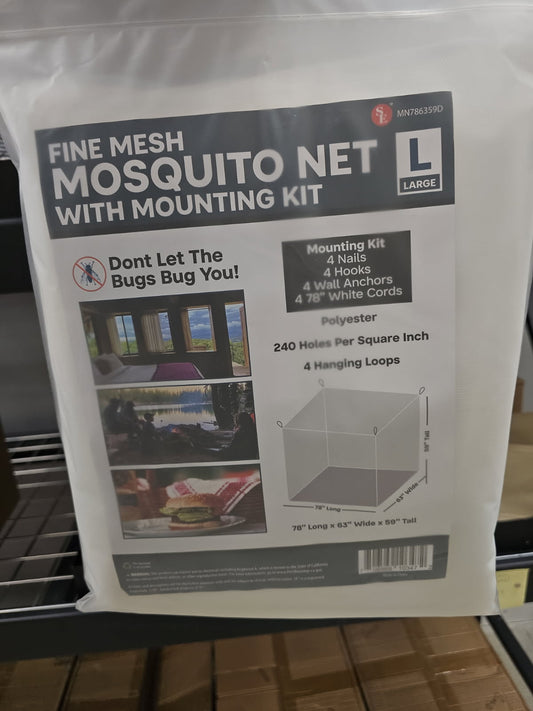 SE
MN786359D
FINE MESH
MOSQUITO NET
WITH MOUNTING KIT
L
LARGE
Dont Let The
Bugs Bug You!
Mounting Kit
4 Nails
4 Hooks
4 Wall Anchors
4 78" White Cords
Polyester
240 Holes Per Square Inch
4 Hanging Loops
59" Tall
63" Wide
78" Long
78" Long x 63" Wide x 59" Tall